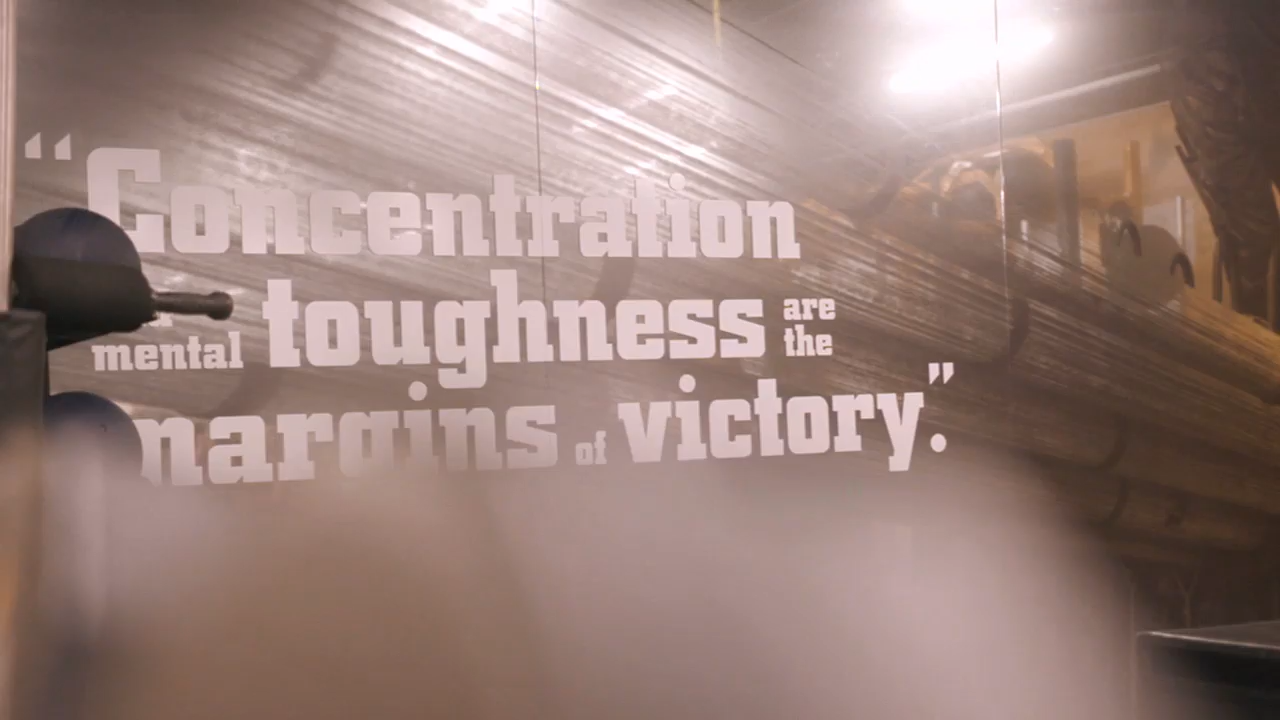 “Concentration
mental toughness are the
margins of victory.”